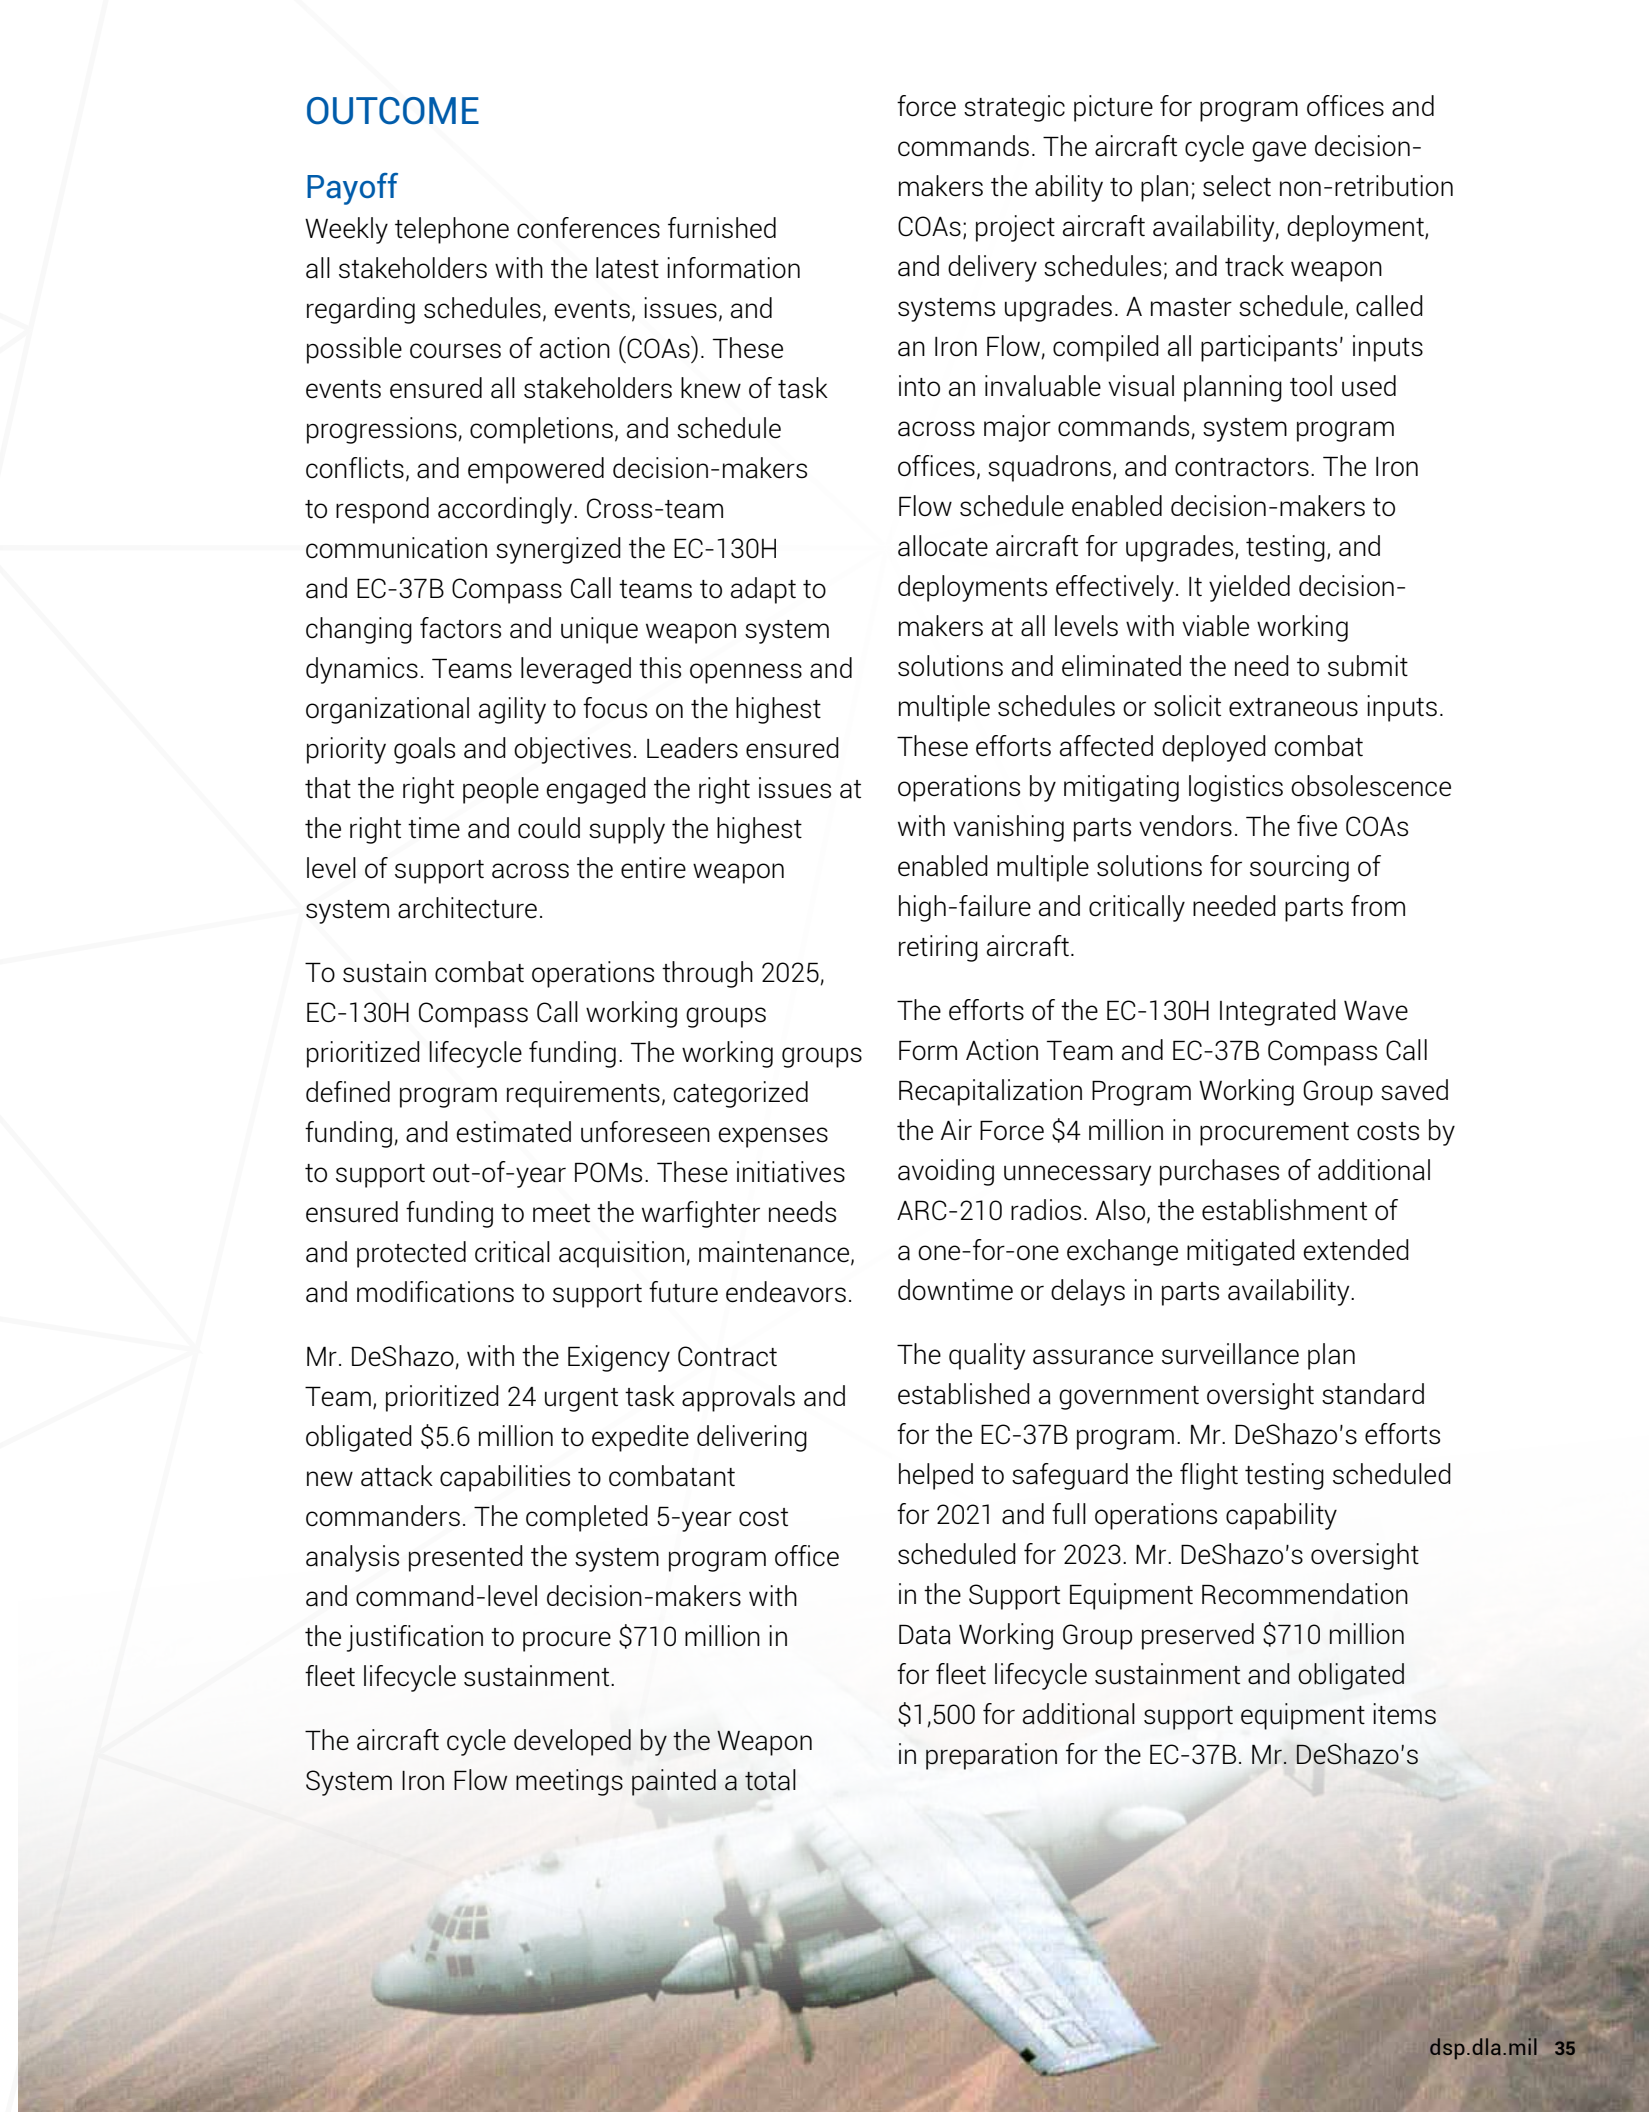 OUTCOME
Payoff
Weekly telephone conferences furnished
all stakeholders with the latest information
regarding schedules, events, issues, and
possible courses of action (COAs). These
events ensured all stakeholders knew of task
progressions, completions, and schedule
conflicts, and empowered decision-makers
to respond accordingly. Cross-team
communication synergized the EC-130H
and EC-37B Compass Call teams to adapt to
changing factors and unique weapon system
dynamics. Teams leveraged this openness and
organizational agility to focus on the highest
priority goals and objectives. Leaders ensured
that the right people engaged the right issues at
the right time and could supply the highest
level of support across the entire weapon
system architecture.
To sustain combat operations through 2025,
EC-130H Compass Call working groups
prioritized lifecycle funding. The working groups
defined program requirements, categorized
funding, and estimated unforeseen expenses
to support out-of-year POMs. These initiatives
ensured funding to meet the warfighter needs
and protected critical acquisition, maintenance,
and modifications to support future endeavors.
Mr. DeShazo, with the Exigency Contract
Team, prioritized 24 urgent task approvals and
obligated $5.6 million to expedite delivering
new attack capabilities to combatant
commanders. The completed 5-year cost
analysis presented the system program office
and command-level decision-makers with
the justification to procure $710 million in
fleet lifecycle sustainment.
The aircraft cycle developed by the Weapon
System Iron Flow meetings painted a total
force strategic picture for program offices and
commands. The aircraft cycle gave decision-
makers the ability to plan; select non-retribution
COAs; project aircraft availability, deployment,
and delivery schedules; and track weapon
systems upgrades. A master schedule, called
an Iron Flow, compiled all participants' inputs
into an invaluable visual planning tool used
across major commands, system program
offices, squadrons, and contractors. The Iron
Flow schedule enabled decision-makers to
allocate aircraft for upgrades, testing, and
deployments effectively. It yielded decision-
makers at all levels with viable working
solutions and eliminated the need to submit
multiple schedules or solicit extraneous inputs.
These efforts affected deployed combat
operations by mitigating logistics obsolescence
with vanishing parts vendors. The five COAs
enabled multiple solutions for sourcing of
high-failure and critically needed parts from
retiring aircraft.
The efforts of the EC-130H Integrated Wave
Form Action Team and EC-37B Compass Call
Recapitalization Program Working Group saved
the Air Force $4 million in procurement costs by
avoiding unnecessary purchases of additional
ARC-210 radios. Also, the establishment of
a one-for-one exchange mitigated extended
downtime or delays in parts availability.
The quality assurance surveillance plan
established a government oversight standard
for the EC-37B program. Mr. DeShazo's efforts
helped to safeguard the flight testing scheduled
for 2021 and full operations capability
scheduled for 2023. Mr. DeShazo's oversight
in the Support Equipment Recommendation
Data Working Group preserved $710 million
for fleet lifecycle sustainment and obligated
$1,500 for additional support equipment items
in preparation for the EC-37B. Mr. DeShazo's
dsp.dla.mil 35